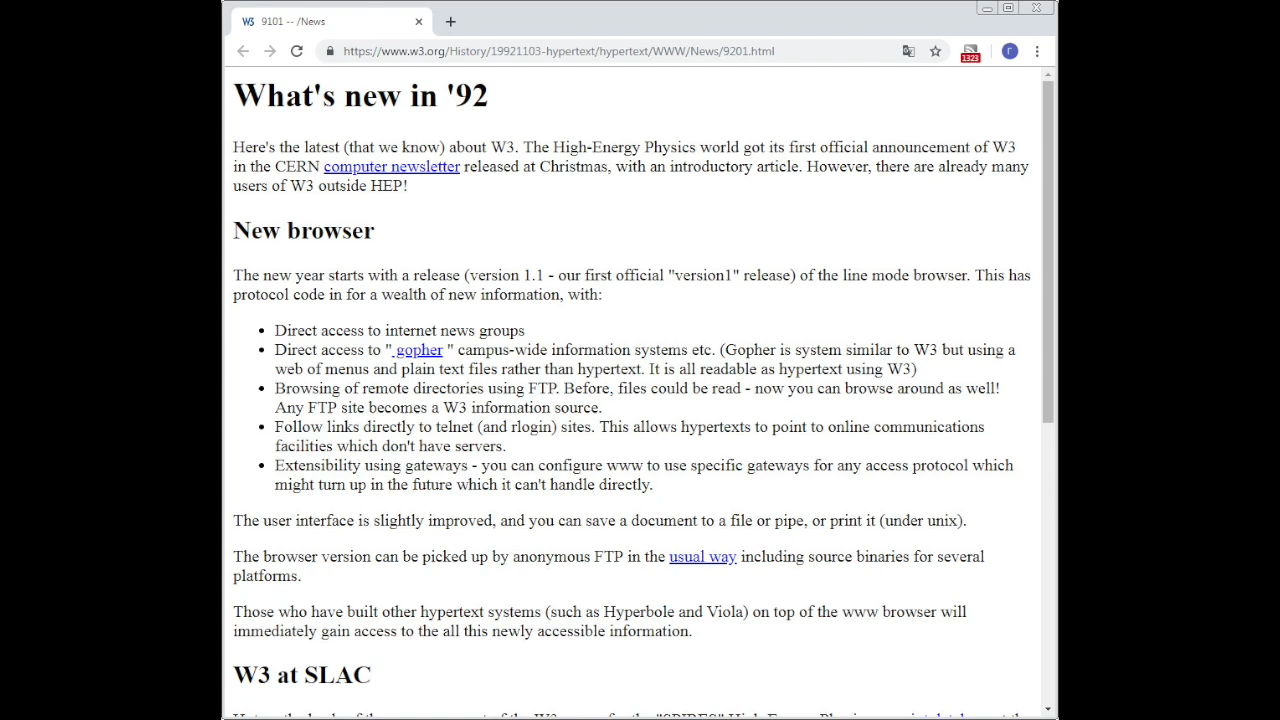 W3 9101 -- /News
https://www.w3.org/History/19921103-hypertext/hypertext/WWW/News/9201.html
1323
r
What's new in '92
Here's the latest (that we know) about W3. The High-Energy Physics world got its first official announcement of W3
in the CERN computer newsletter released at Christmas, with an introductory article. However, there are already many
users of W3 outside HEP!
New browser
The new year starts with a release (version 1.1 - our first official "version1" release) of the line mode browser. This has
protocol code in for a wealth of new information, with:
• Direct access to internet news groups
• Direct access to " gopher " campus-wide information systems etc. (Gopher is system similar to W3 but using a
web of menus and plain text files rather than hypertext. It is all readable as hypertext using W3)
• Browsing of remote directories using FTP. Before, files could be read - now you can browse around as well!
Any FTP site becomes a W3 information source.
• Follow links directly to telnet (and rlogin) sites. This allows hypertexts to point to online communications
facilities which don't have servers.
• Extensibility using gateways - you can configure www to use specific gateways for any access protocol which
might turn up in the future which it can't handle directly.
The user interface is slightly improved, and you can save a document to a file or pipe, or print it (under unix).
The browser version can be picked up by anonymous FTP in the usual way including source binaries for several
platforms.
Those who have built other hypertext systems (such as Hyperbole and Viola) on top of the www browser will
immediately gain access to the all this newly accessible information.
W3 at SLAC